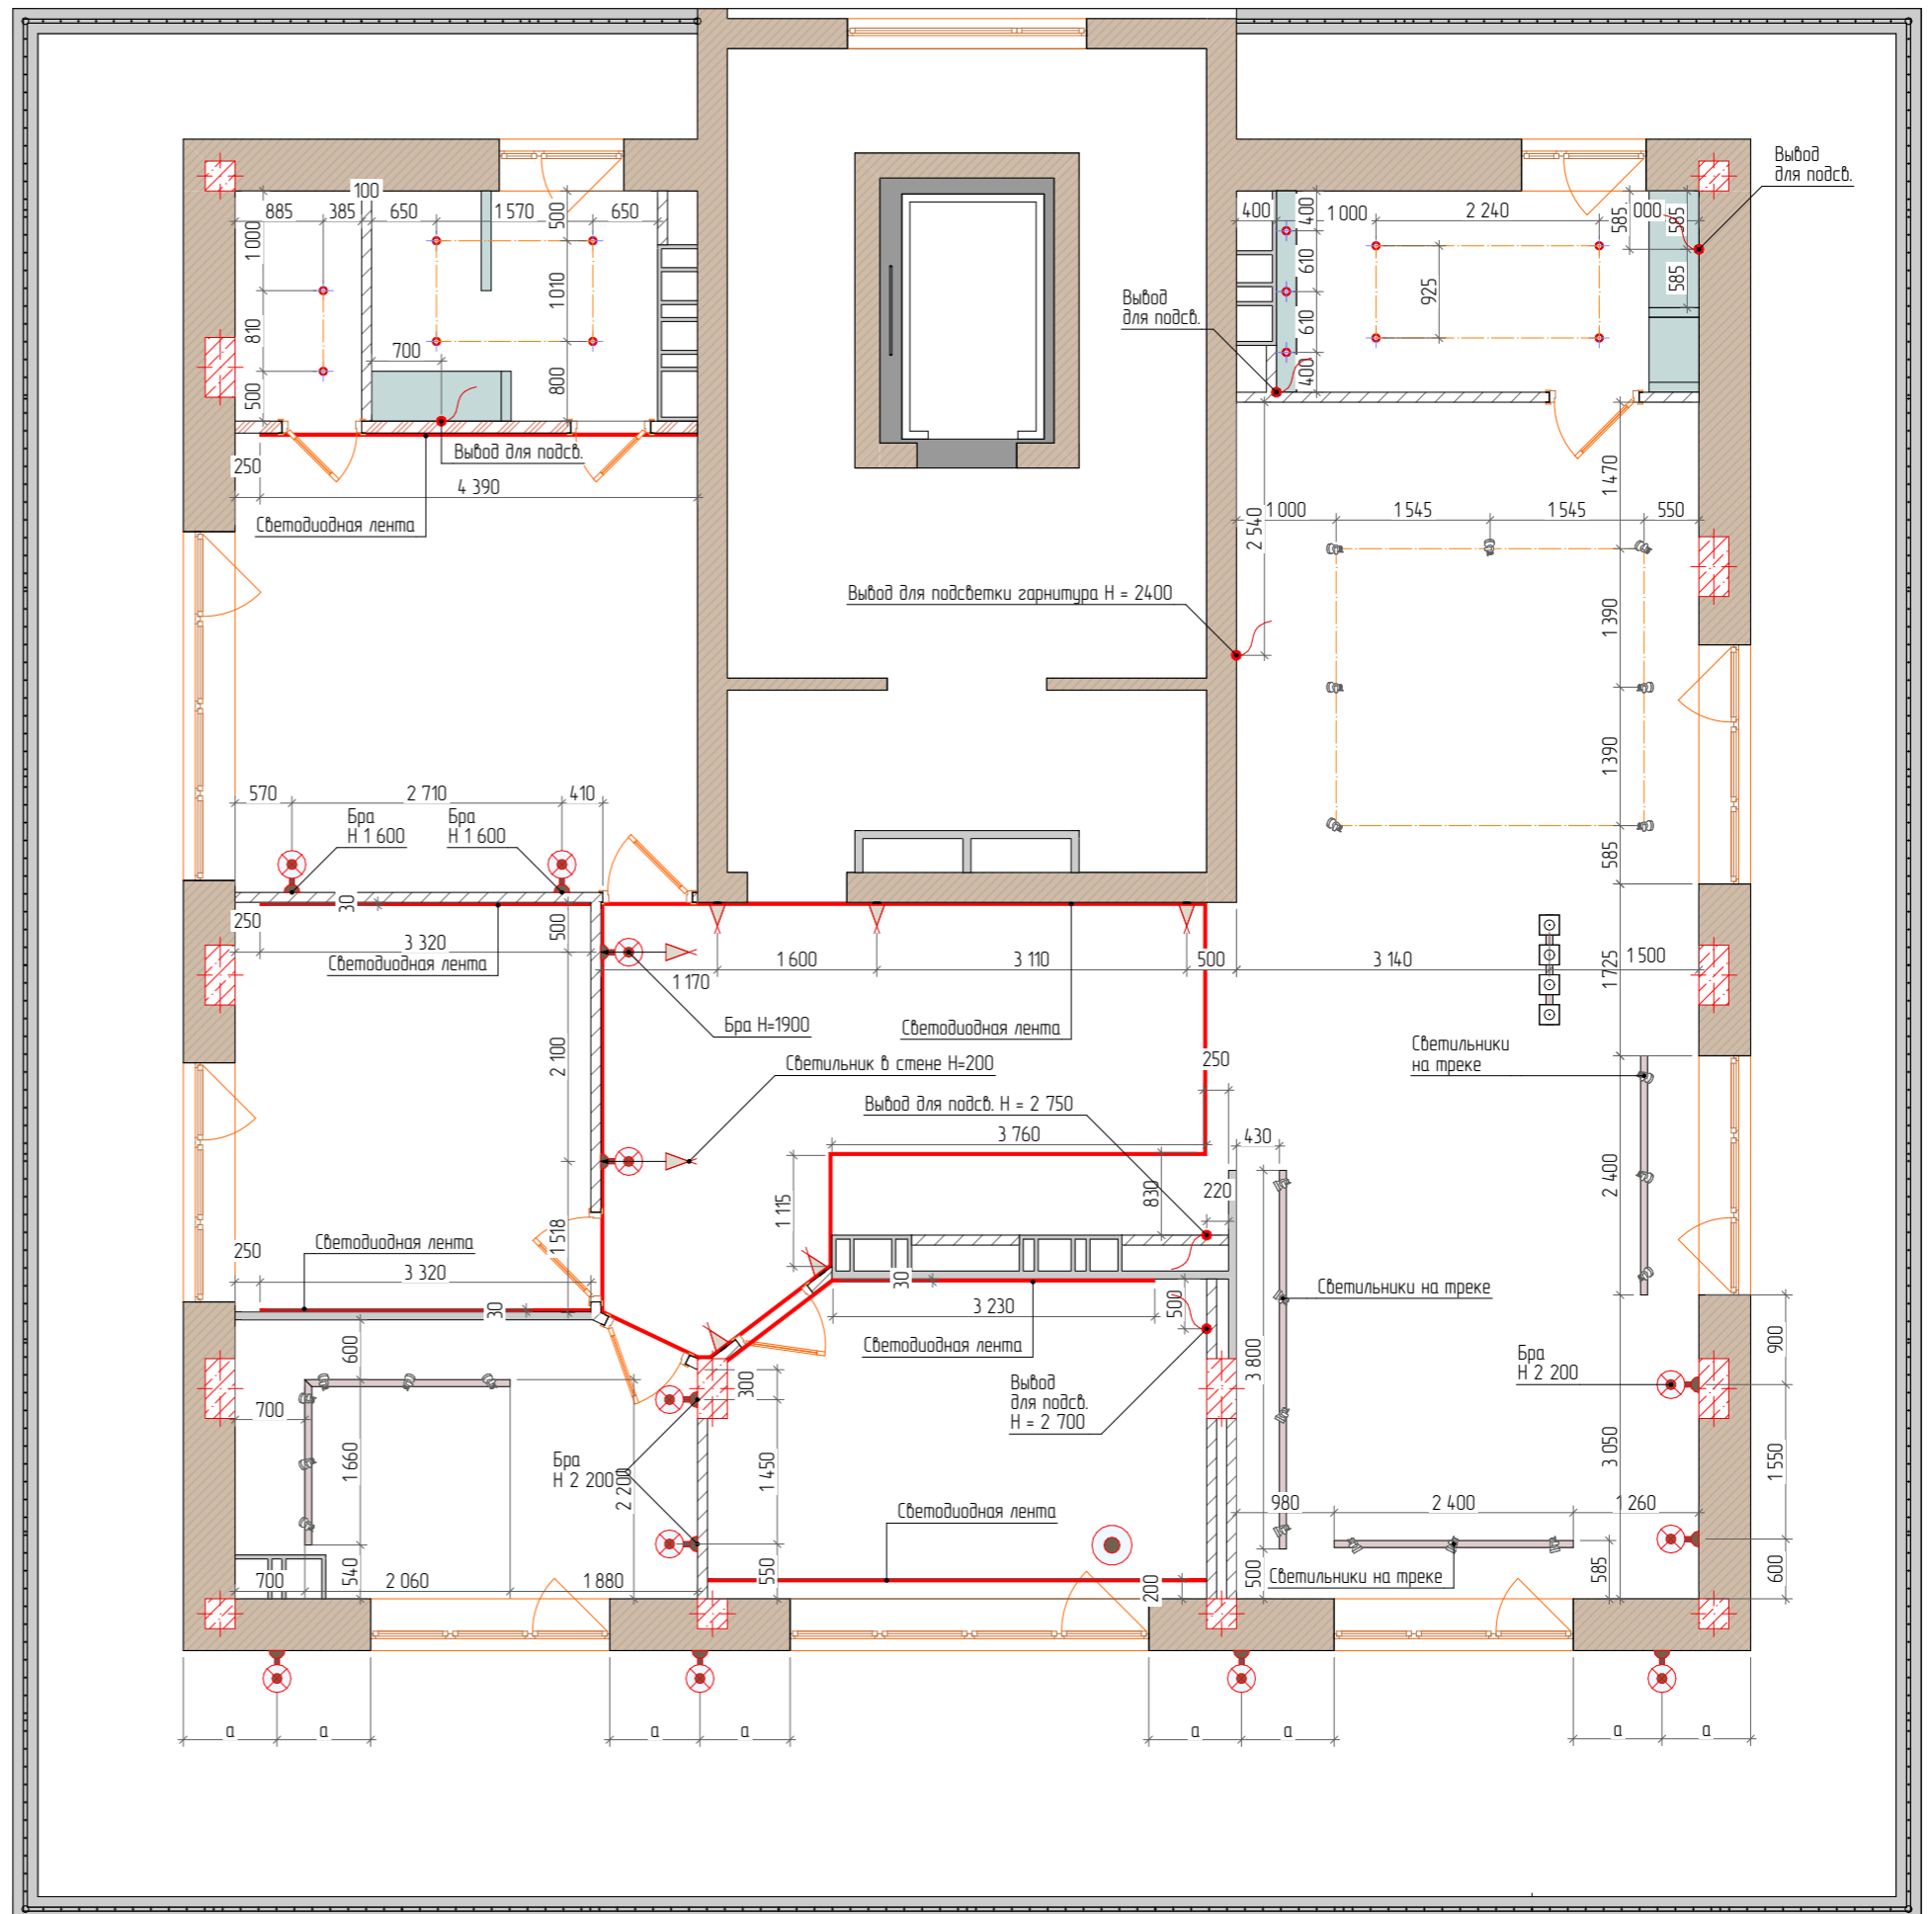 Вывод
для подсв.
100
885
385
650
1 570
500
650
1 000
1 010
810
500
700
800
Вывод для подсв.
250
4 390
Светодиодная лента
400
400
1 000
2 240
585
000
585
610
925
585
610
400
Вывод
для подсв.
1 470
1 000
1 545
1 545
550
2 540
Вывод для подсветки гарнитура H = 2400
1 390
1 390
585
570
2 710
410
Бра
H 1 600
Бра
H 1 600
30
250
500
3 320
Светодиодная лента
1 170
1 600
3 110
500
3 140
1 725
1 500
Бра H=1900
Светодиодная лента
Светильник в стене H=200
250
Светильники
на треке
2 100
Вывод для подсв. H = 2 750
3 760
430
1 115
830
220
2 400
1 518
250
Светодиодная лента
3 320
30
30
3 230
500
Светодиодная лента
Светильники на треке
600
700
1 660
300
3 800
900
Бра
H 2 200
Вывод
для подсв.
H = 2 700
Бра
H 2 200
2 200
1 450
3 050
1 550
Светодиодная лента
980
2 400
1 260
700
540
2 060
1 880
550
200
500
Светильники на треке
585
600
а
а
а
а
а
а
а
а